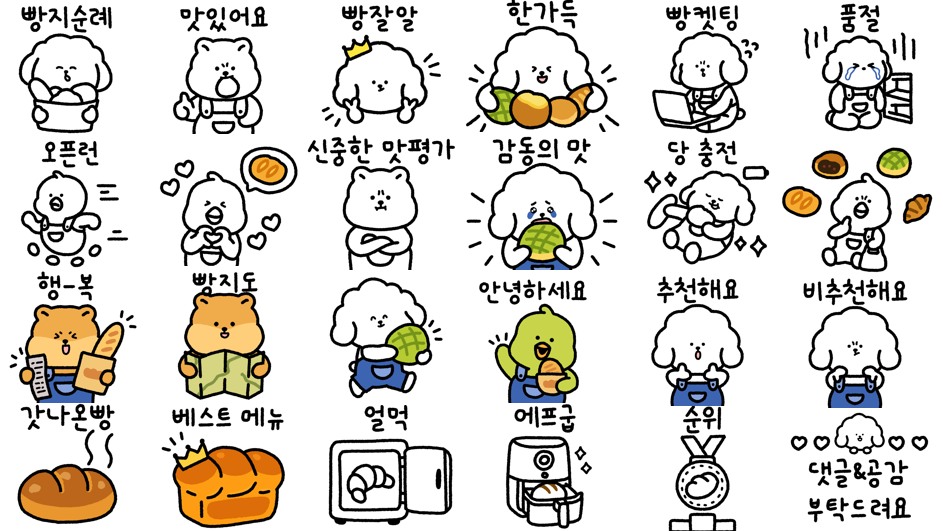 빵지순례
맛있어요
빵잘알
한가득
빵켓팅
품절
오픈런
신중한 맛평가
감동의 맛
당 충전
행-복
빵지도
안녕하세요
추천해요
비추천해요
갓나온빵
베스트 메뉴
얼먹
에프굽
순위
댓글&공감
부탁드려요